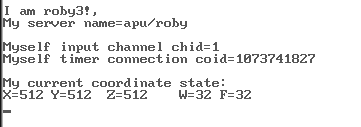 I am roby3!,
My server name=apu/roby
Myself input channel chid=1
Myself timer connection coid=1073741827
My current coordinate state:
X=512 Y=512 Z=512 W=32 F=32